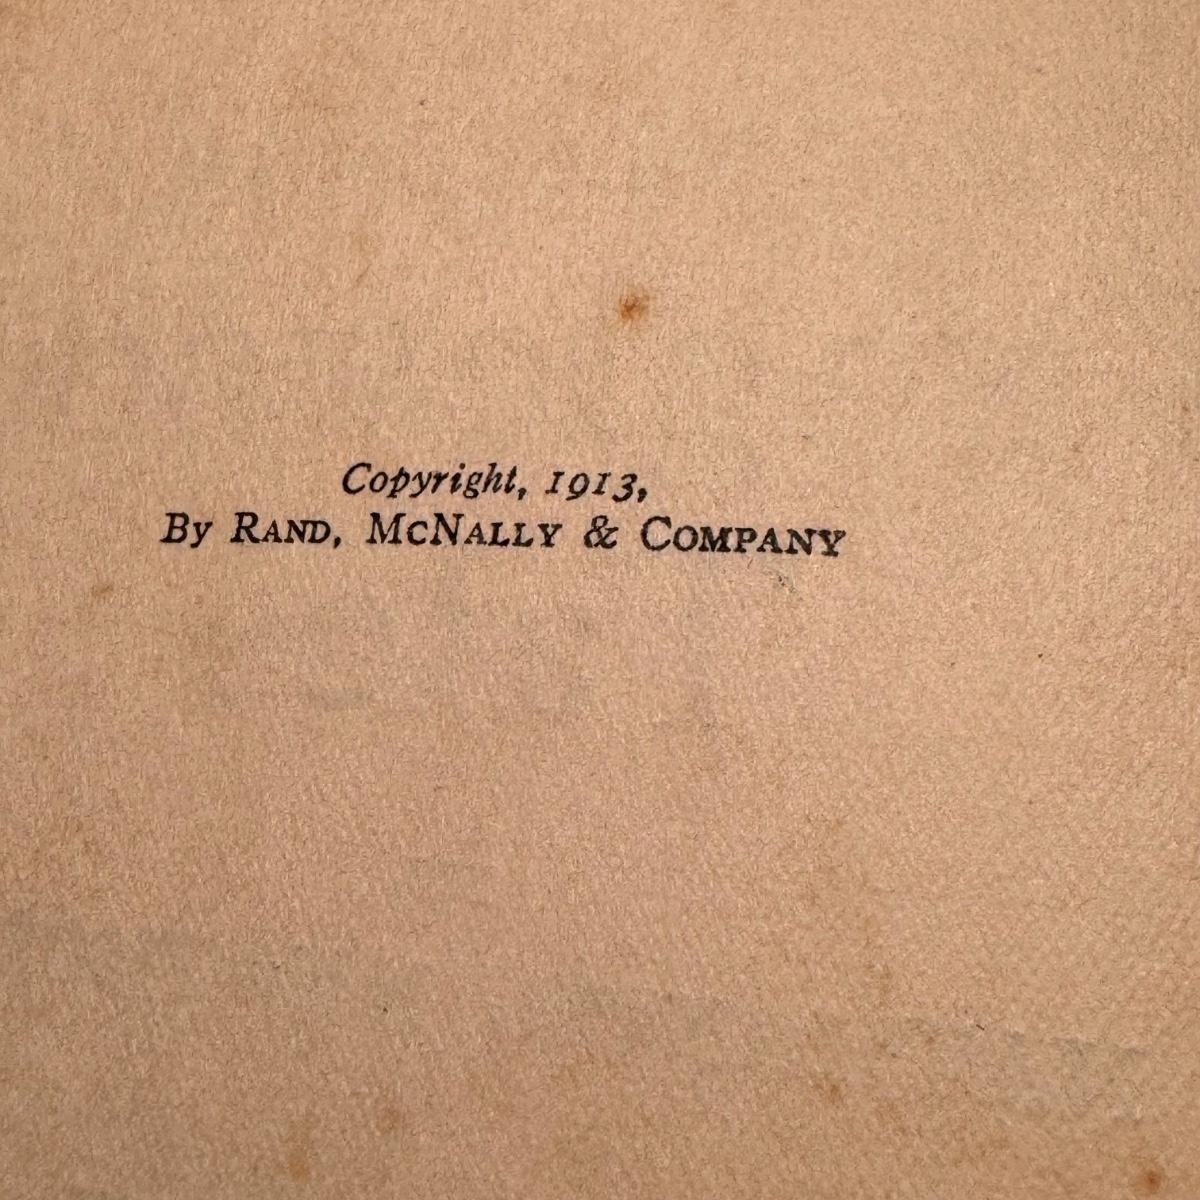 Copyright, 1913,
By RAND, MCNALLY & COMPANY